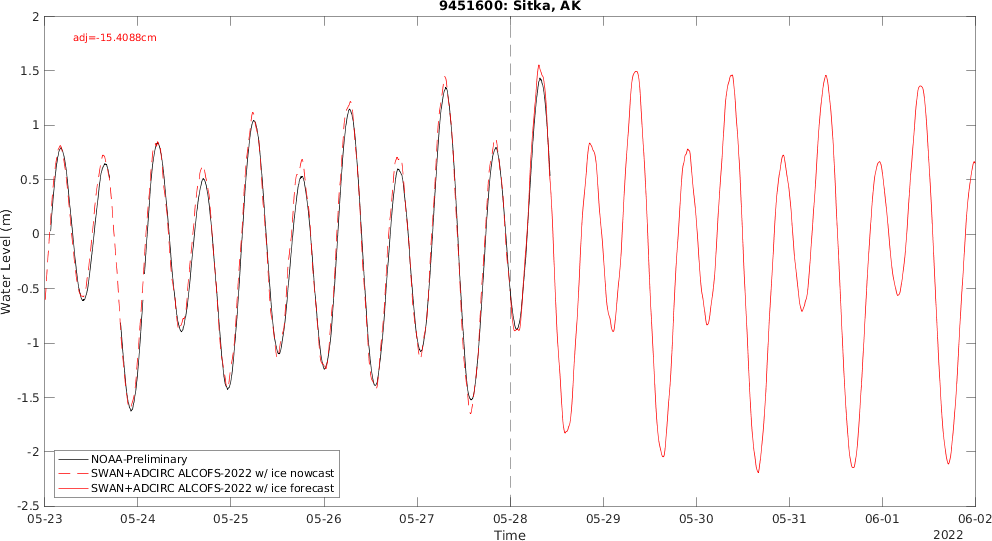 9451600: Sitka, AK
adj=-15.4088cm
2
1.5
1
0.5
0
-0.5
-1
-1.5
-2
-2.5
Water Level (m)
NOAA-Preliminary
SWAN+ADCIRC ALCOFS-2022 w/ ice nowcast
SWAN+ADCIRC ALCOFS-2022 w/ ice forecast
05-23 05-24 05-25 05-26 05-27 05-28 05-29 05-30 05-31 06-01 06-02
Time
2022